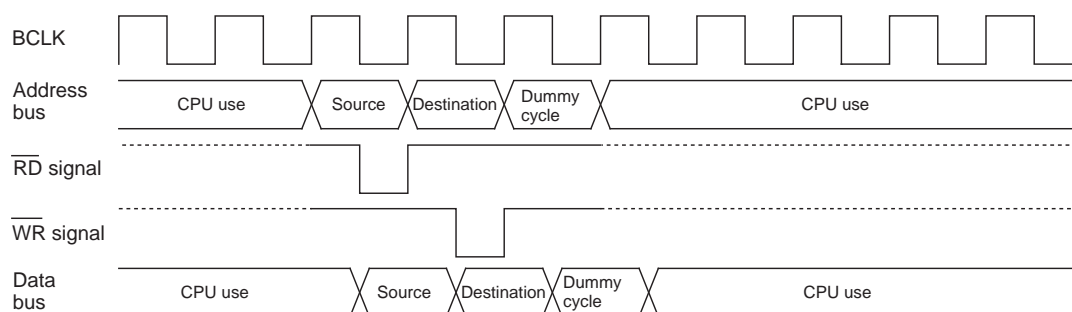 BCLK
Address
bus
CPU use
Source
Destination
Dummy
cycle
CPU use
RD signal
WR signal
Data
bus
CPU use
Source
Destination
Dummy
cycle
CPU use